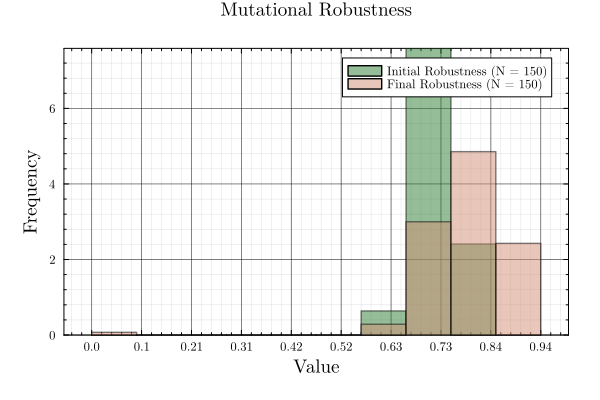 Mutational Robustness
Initial Robustness (N = 150)
Final Robustness (N = 150)
Frequency
6
4
2
0
0.0 0.1 0.21 0.31 0.42 0.52 0.63 0.73 0.84 0.94
Value